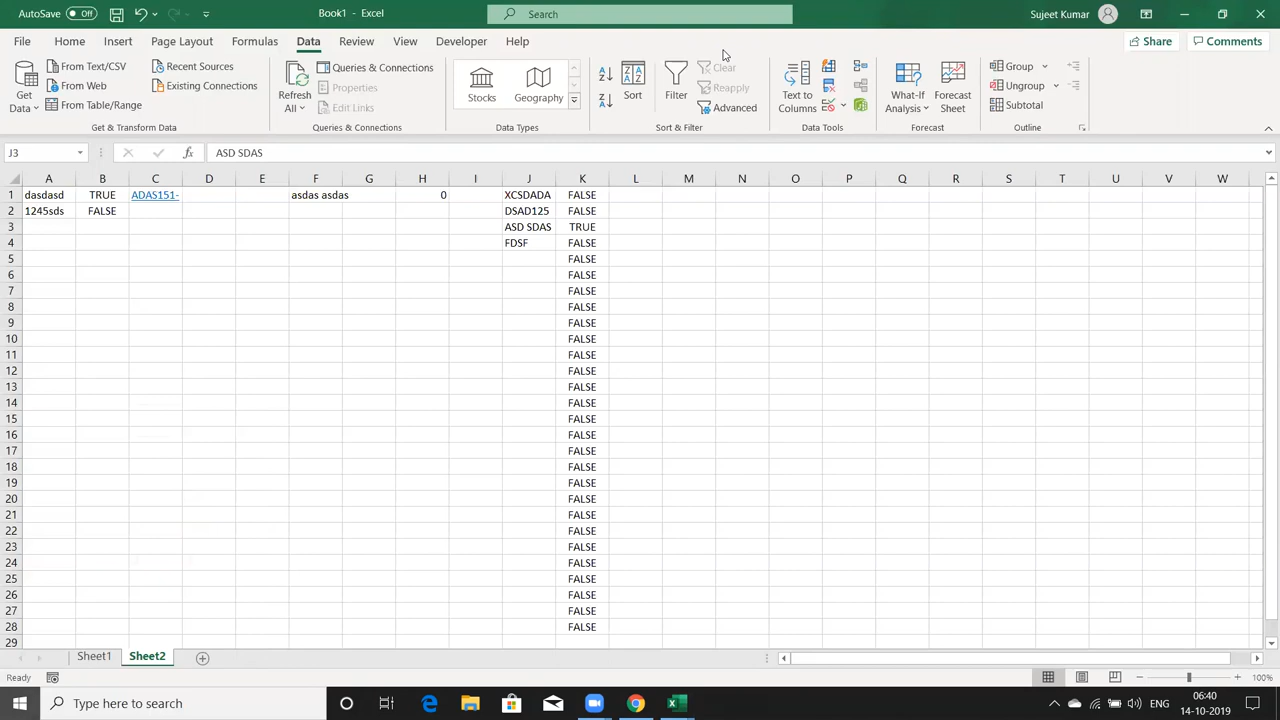 AutoSave Off Book1 - Excel Search Sujeet Kumar
File Home Insert Page Layout Formulas Data Review View Developer Help Share Comments
Get Data
From Text/CSV
From Web
From Table/Range
Recent Sources
Existing Connections
Get & Transform Data
Refresh All
Queries & Connections
Properties
Edit Links
Queries & Connections
Stocks Geography
Data Types
Sort
Filter
Clear
Reapply
Advanced
Sort & Filter
Text to Columns
Data Tools
What-If Analysis
Forecast Sheet
Forecast
Group
Ungroup
Subtotal
Outline
J3 fx ASD SDAS
A B C D E F G H I J K L M N O P Q R S T U V W
1 dasdasd TRUE ADAS151- asdas asdas 0 XCSDADA FALSE
2 1245sds FALSE DSAD125 FALSE
3 ASD SDAS TRUE
4 FDSF FALSE
5 FALSE
6 FALSE
7 FALSE
8 FALSE
9 FALSE
10 FALSE
11 FALSE
12 FALSE
13 FALSE
14 FALSE
15 FALSE
16 FALSE
17 FALSE
18 FALSE
19 FALSE
20 FALSE
21 FALSE
22 FALSE
23 FALSE
24 FALSE
25 FALSE
26 FALSE
27 FALSE
28 FALSE
29
Sheet1 Sheet2
Ready 100%
Type here to search ENG 06:40
14-10-2019